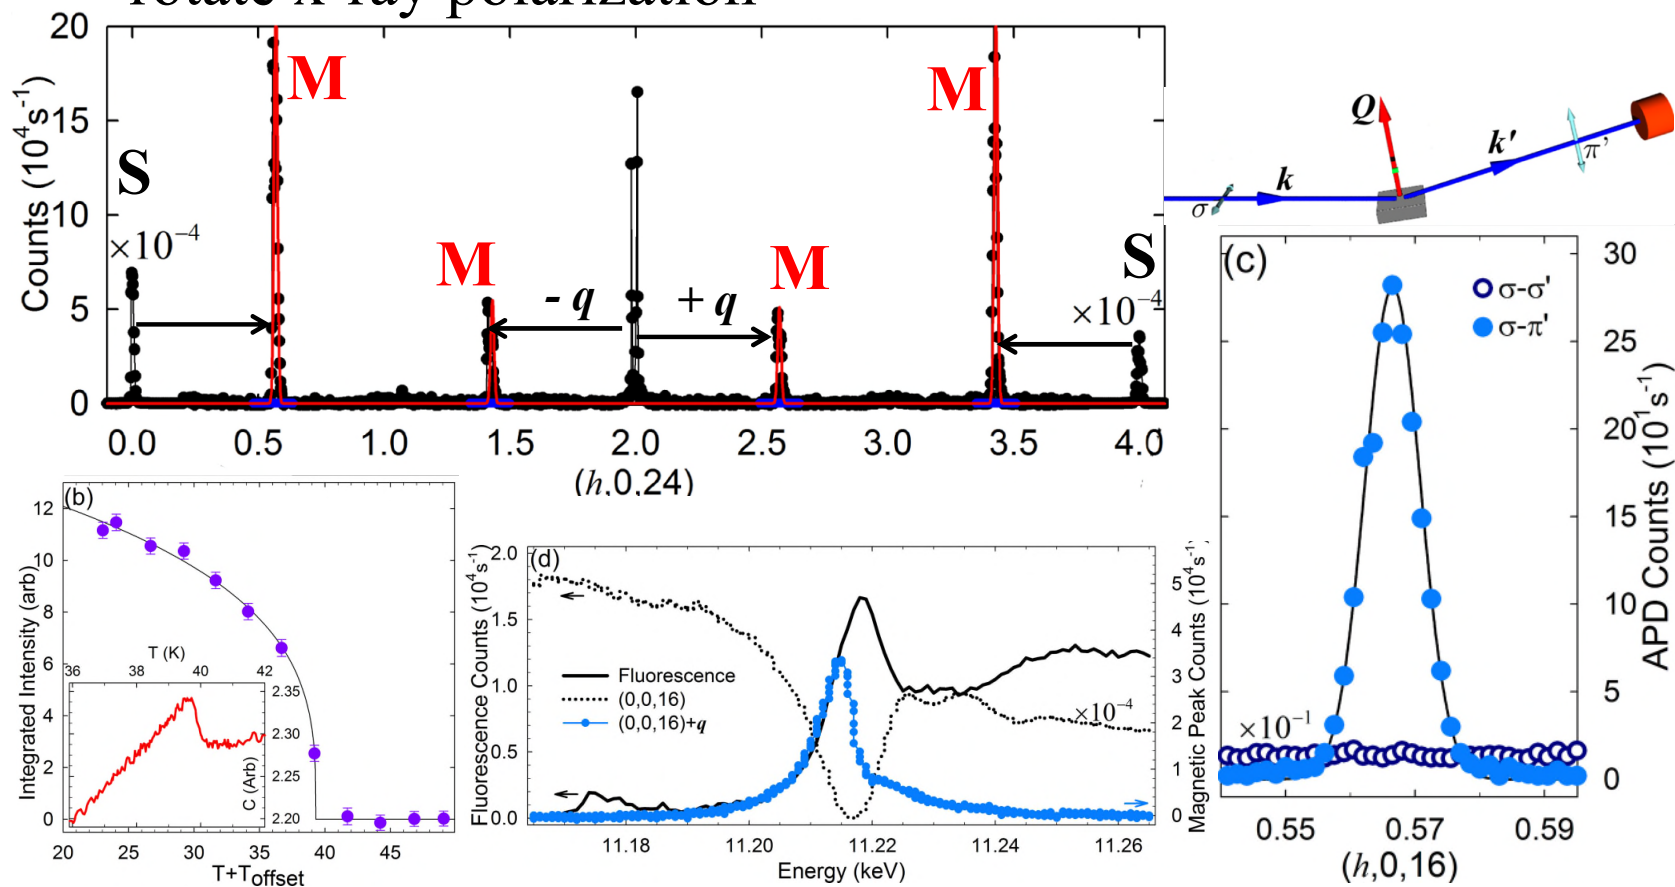 rotate x-ray polarization
20
15
10
5
0
Counts (10⁴s⁻¹)
S
×10⁻⁴
M
M
- q
+ q
M
M
S
×10⁻⁴
0.0 0.5 1.0 1.5 2.0 2.5 3.0 3.5 4.0
(h,0,24)
Q
k
k'
σ
π'
(b)
12
10
8
6
4
2
0
Integrated Intensity (arb)
T (K)
36 38 40 42
2.35
2.30
2.25
2.20
C (Arb)
20 25 30 35 40 45
T+Toffset
(d)
2.0
1.5
1.0
0.5
0.0
Fluorescence Counts (10⁴s⁻¹)
Fluorescence
(0,0,16)
(0,0,16)+q
×10⁻⁴
5
4
3
2
1
0
Magnetic Peak Counts (10⁴s⁻¹)
11.18 11.20 11.22 11.24 11.26
Energy (keV)
(c)
σ-σ'
σ-π'
×10⁻¹
30
25
20
15
10
5
0
APD Counts (10¹s⁻¹)
0.55 0.57 0.59
(h,0,16)